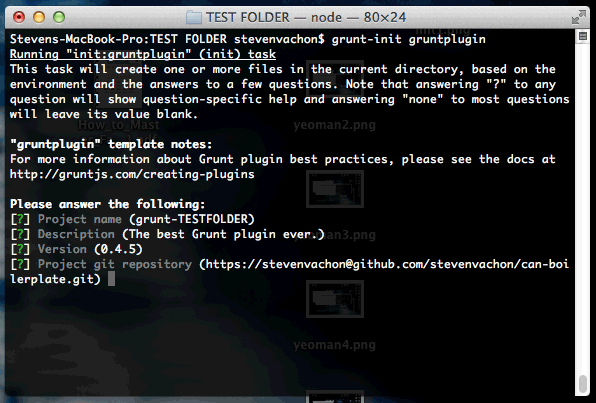 TEST FOLDER — node — 80×24
Stevens-MacBook-Pro:TEST FOLDER stevenvachon$ grunt-init gruntplugin
Running "init:gruntplugin" (init) task
This task will create one or more files in the current directory, based on the
environment and the answers to a few questions. Note that answering "?" to any
question will show question-specific help and answering "none" to most questions
will leave its value blank.
How_to_Mast
yeoman2.png
"gruntplugin" template notes:
For more information about Grunt plugin best practices, please see the docs at
http://gruntjs.com/creating-plugins
Please answer the following:
[?] Project name (grunt-TESTFOLDER)
[?] Description (The best Grunt plugin ever.)
yeoman3.png
[?] Version (0.4.5)
[?] Project git repository (https://stevenvachon@github.com/stevenvachon/can-boi
lerplate.git)
yeoman4.png